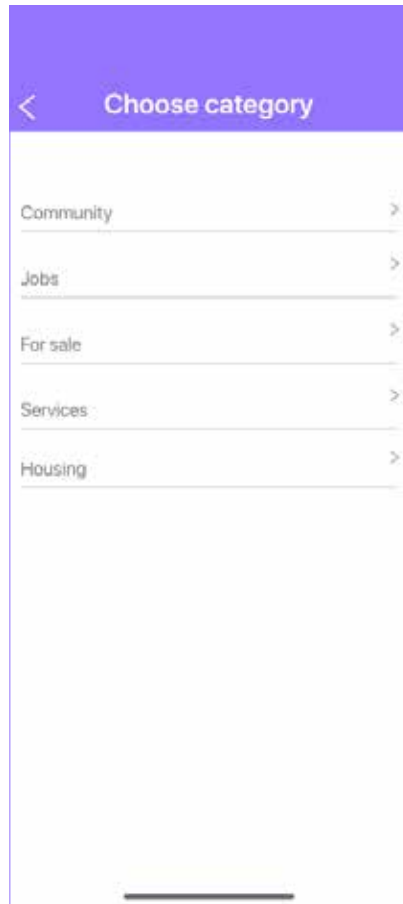 Choose category
Community
Jobs
For sale
Services
Housing